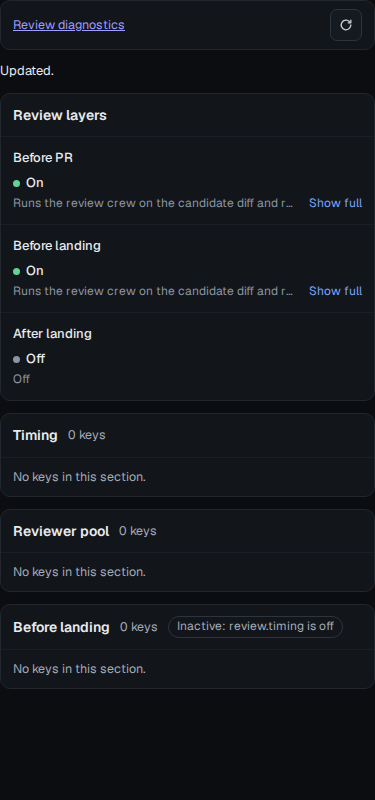 Review diagnostics
Updated.
Review layers
Before PR
On
Runs the review crew on the candidate diff and r… Show full
Before landing
On
Runs the review crew on the candidate diff and r… Show full
After landing
Off
Off
Timing 0 keys
No keys in this section.
Reviewer pool 0 keys
No keys in this section.
Before landing 0 keys Inactive: review.timing is off
No keys in this section.